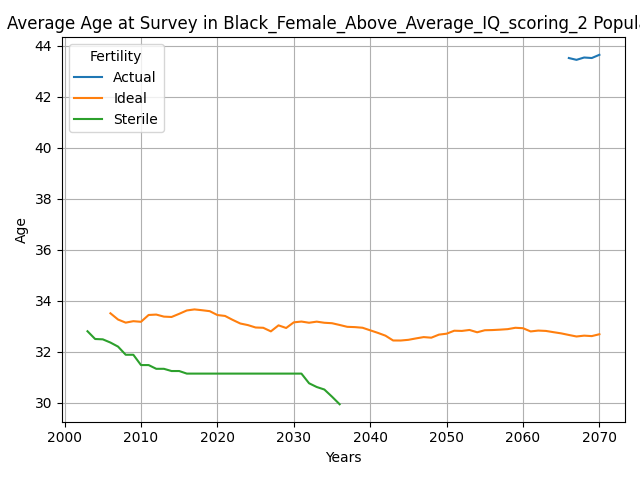 Average Age at Survey in Black_Female_Above_Average_IQ_scoring_2 Popul
Fertility
Actual
Ideal
Sterile
44
42
40
38
36
34
32
30
Age
2000 2010 2020 2030 2040 2050 2060 2070
Years